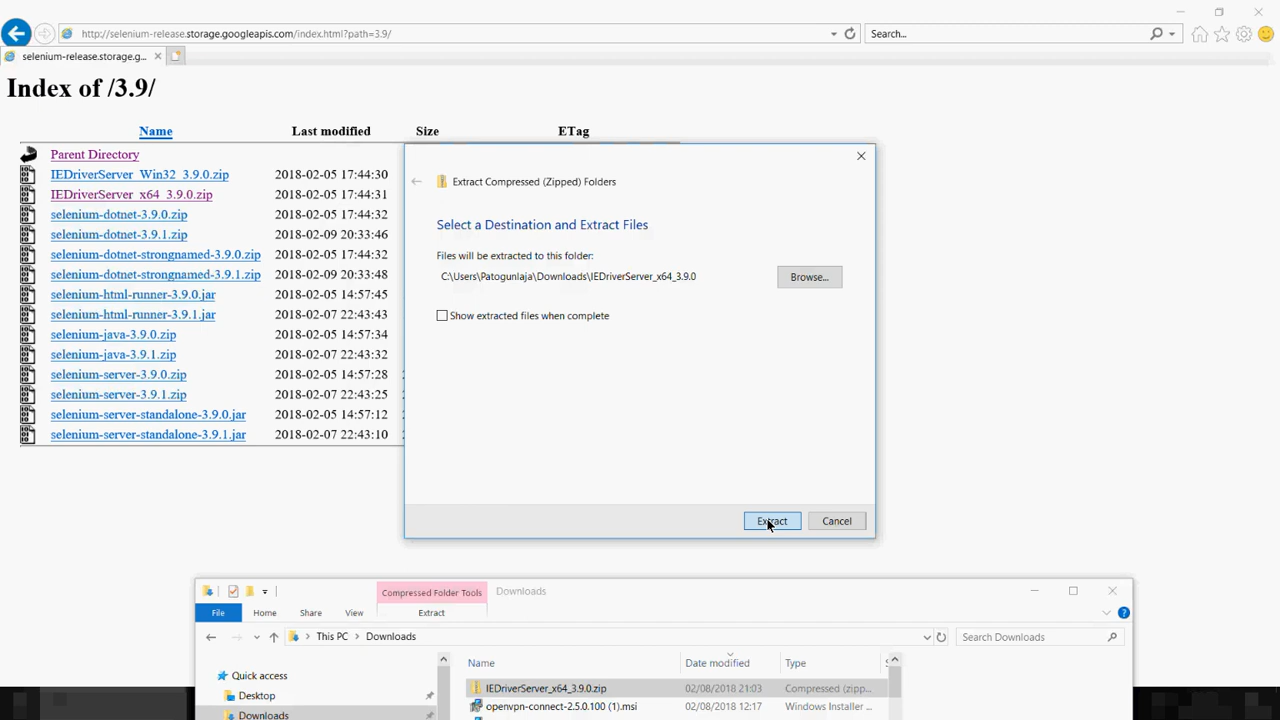 http://selenium-release.storage.googleapis.com/index.html?path=3.9/
Search...
selenium-release.storage.g...
Index of /3.9/
Name Last modified Size ETag
Parent Directory
IEDriverServer_Win32_3.9.0.zip 2018-02-05 17:44:30
IEDriverServer_x64_3.9.0.zip 2018-02-05 17:44:31
selenium-dotnet-3.9.0.zip 2018-02-05 17:44:32
selenium-dotnet-3.9.1.zip 2018-02-09 20:33:46
selenium-dotnet-strongnamed-3.9.0.zip 2018-02-05 17:44:32
selenium-dotnet-strongnamed-3.9.1.zip 2018-02-09 20:33:48
selenium-html-runner-3.9.0.jar 2018-02-05 14:57:45
selenium-html-runner-3.9.1.jar 2018-02-07 22:43:43
selenium-java-3.9.0.zip 2018-02-05 14:57:34
selenium-java-3.9.1.zip 2018-02-07 22:43:32
selenium-server-3.9.0.zip 2018-02-05 14:57:28
selenium-server-3.9.1.zip 2018-02-07 22:43:25
selenium-server-standalone-3.9.0.jar 2018-02-05 14:57:12
selenium-server-standalone-3.9.1.jar 2018-02-07 22:43:10
Extract Compressed (Zipped) Folders
Select a Destination and Extract Files
Files will be extracted to this folder:
C:\Users\Patogunlaja\Downloads\IEDriverServer_x64_3.9.0
Browse...
Show extracted files when complete
Extract Cancel
Compressed Folder Tools Downloads
File Home Share View Extract
This PC > Downloads
Search Downloads
Quick access
Desktop
Downloads
Name Date modified Type
IEDriverServer_x64_3.9.0.zip 02/08/2018 21:03 Compressed (zipp...
openvpn-connect-2.5.0.100 (1).msi 02/08/2018 12:17 Windows Installer ...